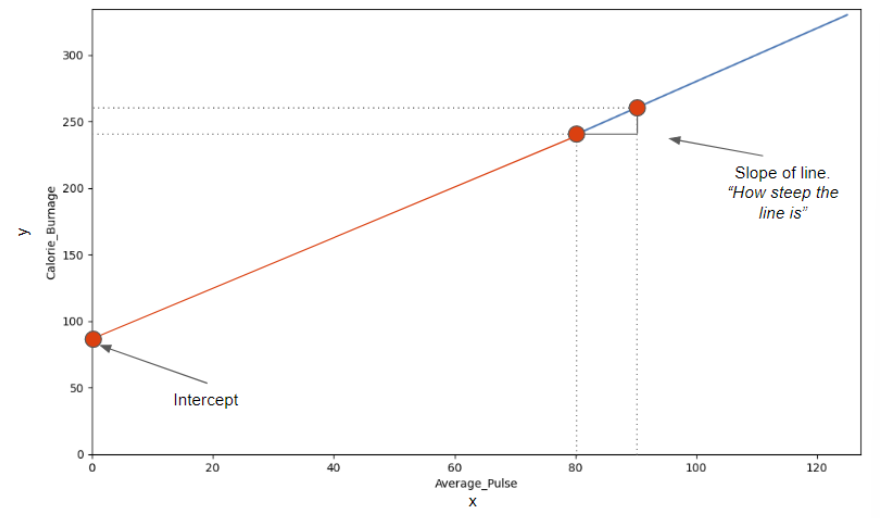 300
250
200
150
100
50
0
y
Calorie_Burnage
Slope of line.
“How steep the
line is”
Intercept
0 20 40 60 80 100 120
Average_Pulse
x